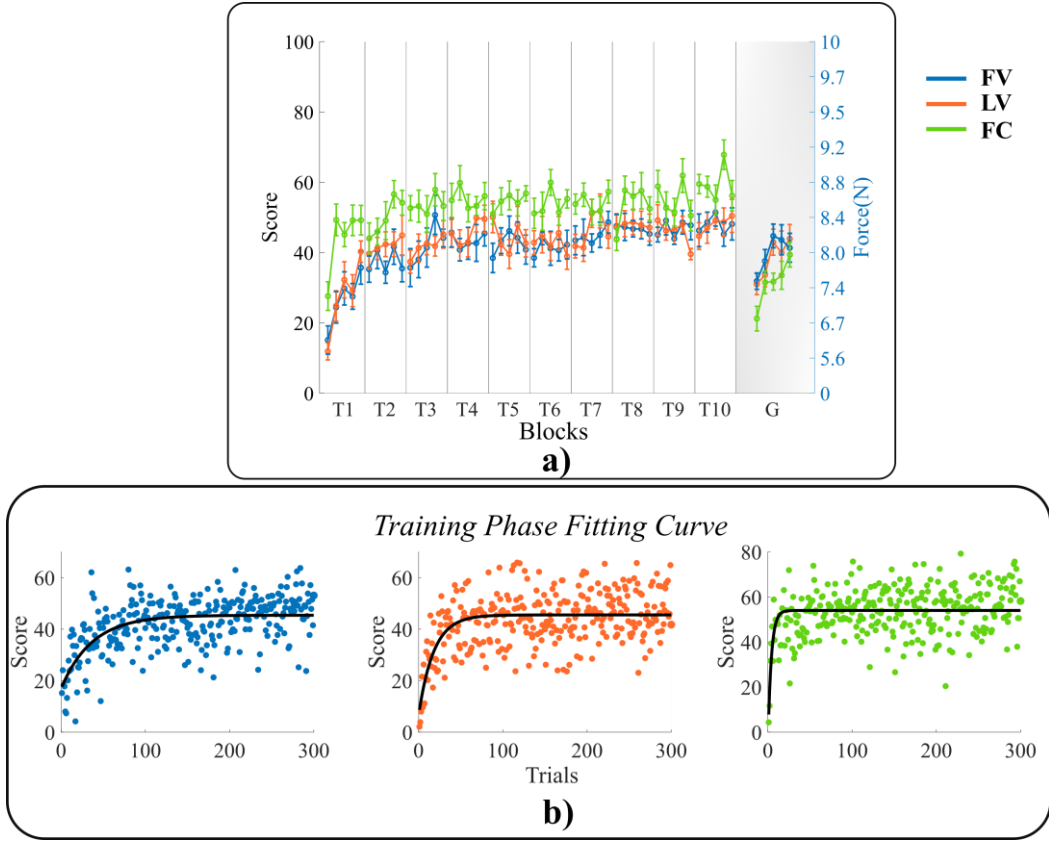 100
80
60
40
20
0
Score
10
9.7
9.5
9.2
8.8
8.4
8.0
7.4
6.7
5.6
0
Force(N)
T1 T2 T3 T4 T5 T6 T7 T8 T9 T10 G
Blocks
a)
FV
LV
FC
Training Phase Fitting Curve
60
40
20
0
Score
0 100 200 300
60
40
20
0
Score
0 100 200 300
Trials
80
60
40
20
0
Score
0 100 200 300
b)